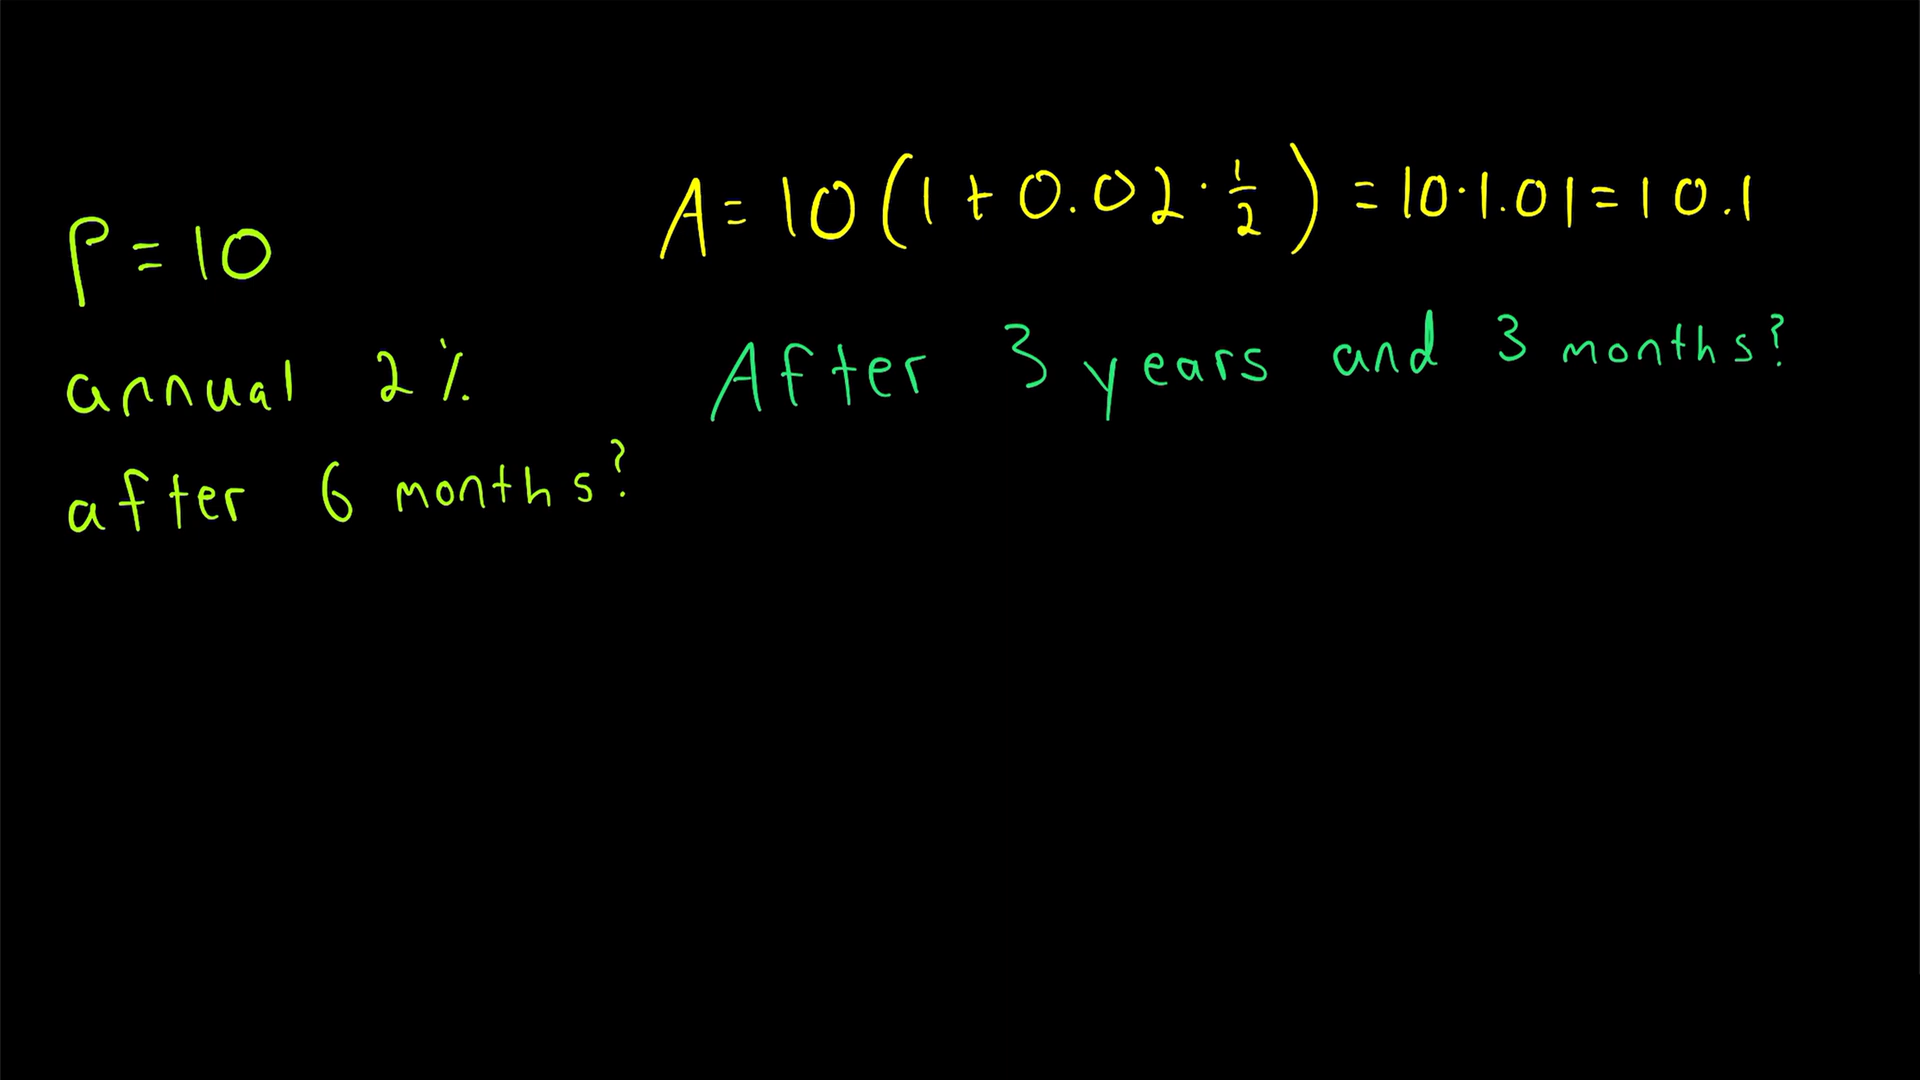 P = 10
annual 2%
after 6 months?
A = 10(1 + 0.02 · 1/2) = 10 · 1.01 = 10.1
After 3 years and 3 months?